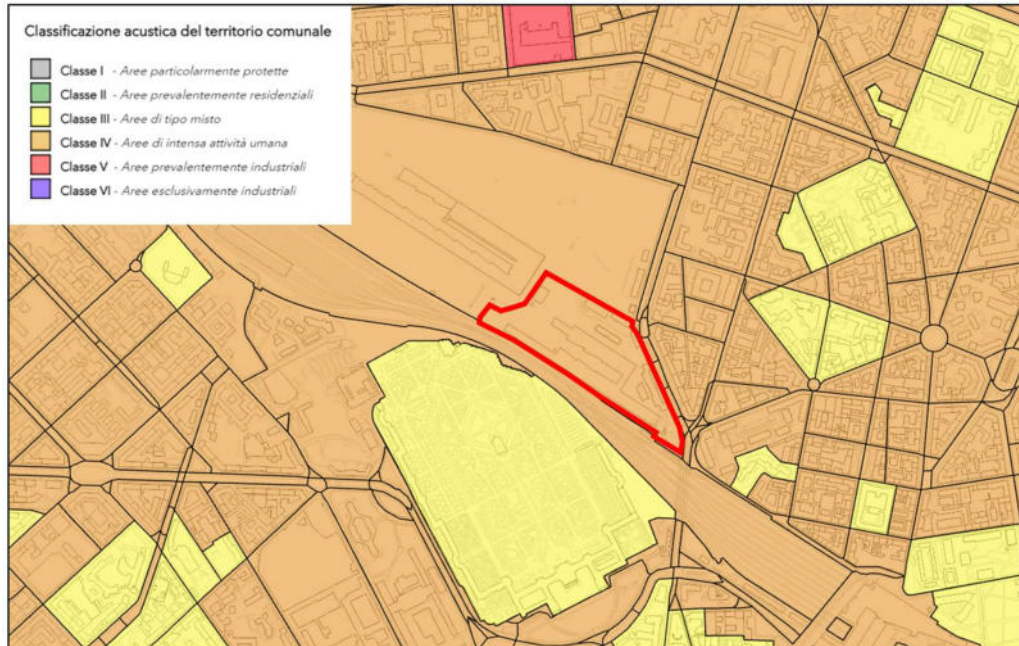 Classificazione acustica del territorio comunale
Classe I - Aree particolarmente protette
Classe II - Aree prevalentemente residenziali
Classe III - Aree di tipo misto
Classe IV - Aree di intensa attività umana
Classe V - Aree prevalentemente industriali
Classe VI - Aree esclusivamente industriali